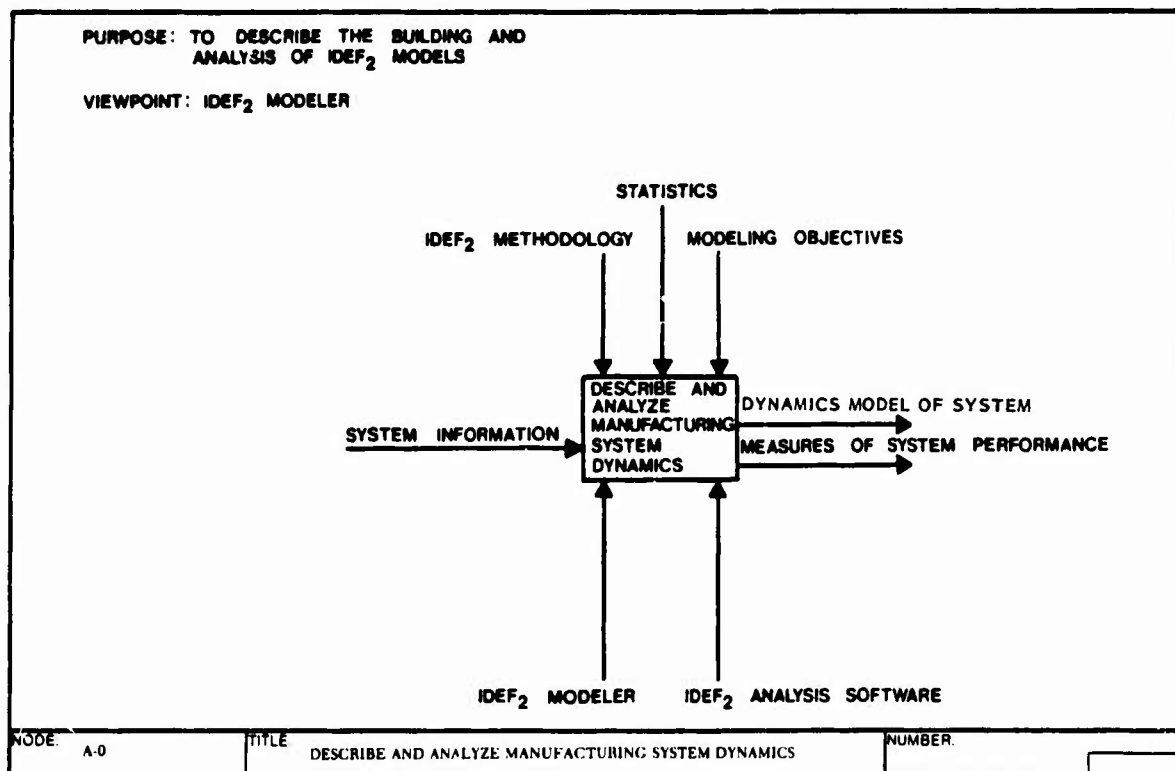 PURPOSE: TO DESCRIBE THE BUILDING AND
ANALYSIS OF IDEF₂ MODELS
VIEWPOINT: IDEF₂ MODELER
STATISTICS
IDEF₂ METHODOLOGY
MODELING OBJECTIVES
DESCRIBE AND
ANALYZE
MANUFACTURING
SYSTEM
DYNAMICS
DYNAMICS MODEL OF SYSTEM
SYSTEM INFORMATION
MEASURES OF SYSTEM PERFORMANCE
IDEF₂ MODELER
IDEF₂ ANALYSIS SOFTWARE
NODE: A-0
TITLE DESCRIBE AND ANALYZE MANUFACTURING SYSTEM DYNAMICS
NUMBER: